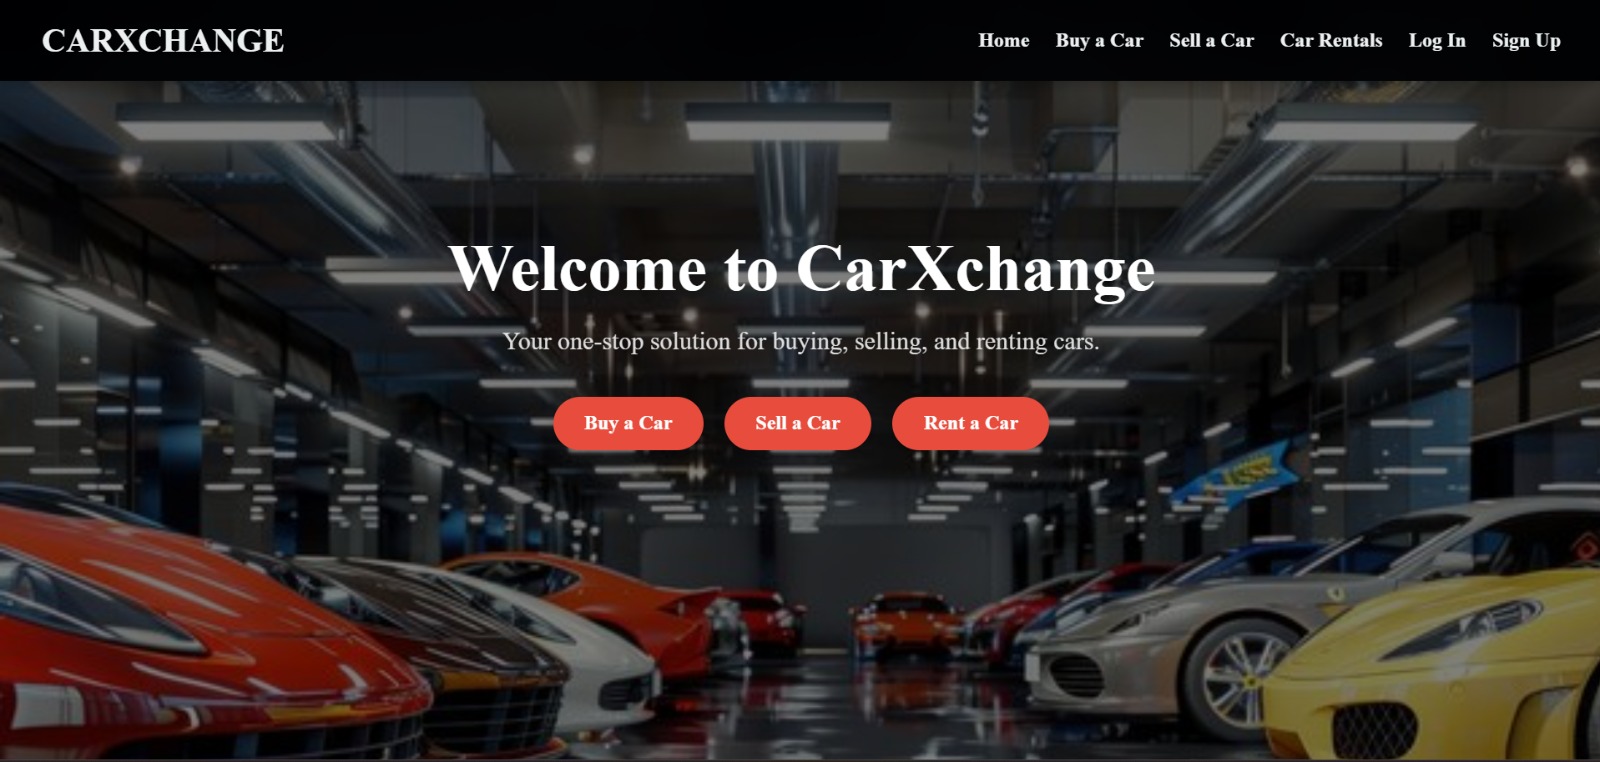 CARXCHANGE
Home Buy a Car Sell a Car Car Rentals Log In Sign Up
Welcome to CarXchange
Your one-stop solution for buying, selling, and renting cars.
Buy a Car Sell a Car Rent a Car